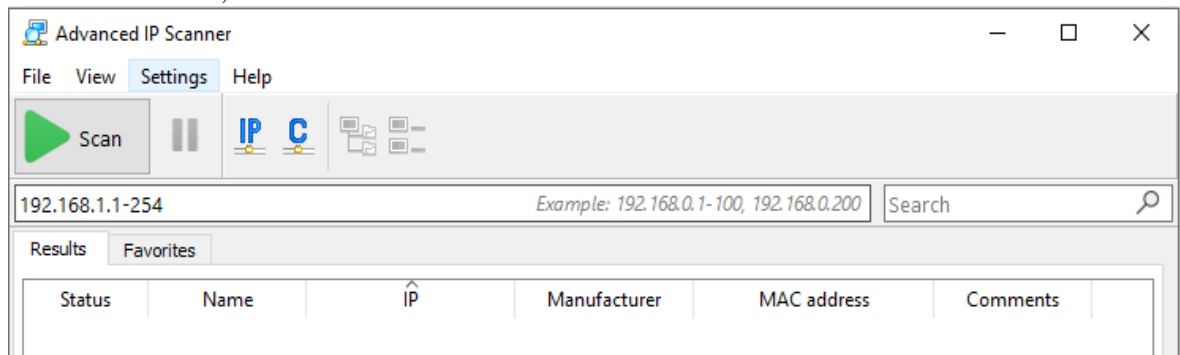 Advanced IP Scanner
File View Settings Help
Scan IP C
192.168.1.1-254 Example: 192.168.0.1-100, 192.168.0.200 Search
Results Favorites
Status Name IP Manufacturer MAC address Comments